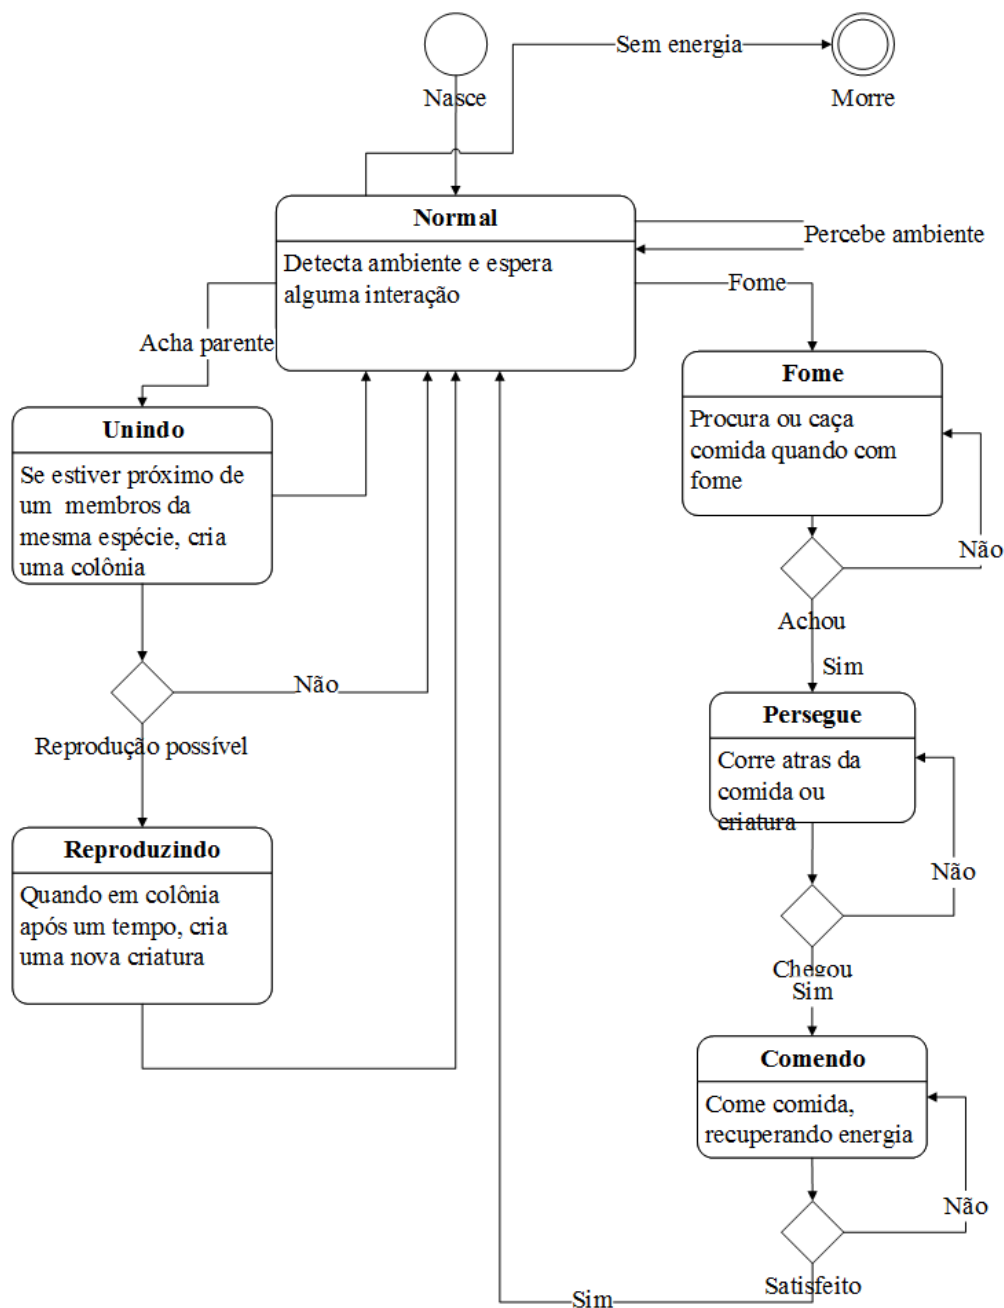 Sem energia
Nasce
Morre
Normal
Detecta ambiente e espera
alguma interação
Percebe ambiente
Fome
Acha parente
Fome
Procura ou caça
comida quando com
fome
Unindo
Se estiver próximo de
um membros da
mesma espécie, cria
uma colônia
Não
Achou
Sim
Não
Reprodução possível
Persegue
Corre atras da
comida ou
criatura
Não
Reproduzindo
Quando em colônia
após um tempo, cria
uma nova criatura
Chegou
Sim
Comendo
Come comida,
recuperando energia
Não
Satisfeito
Sim